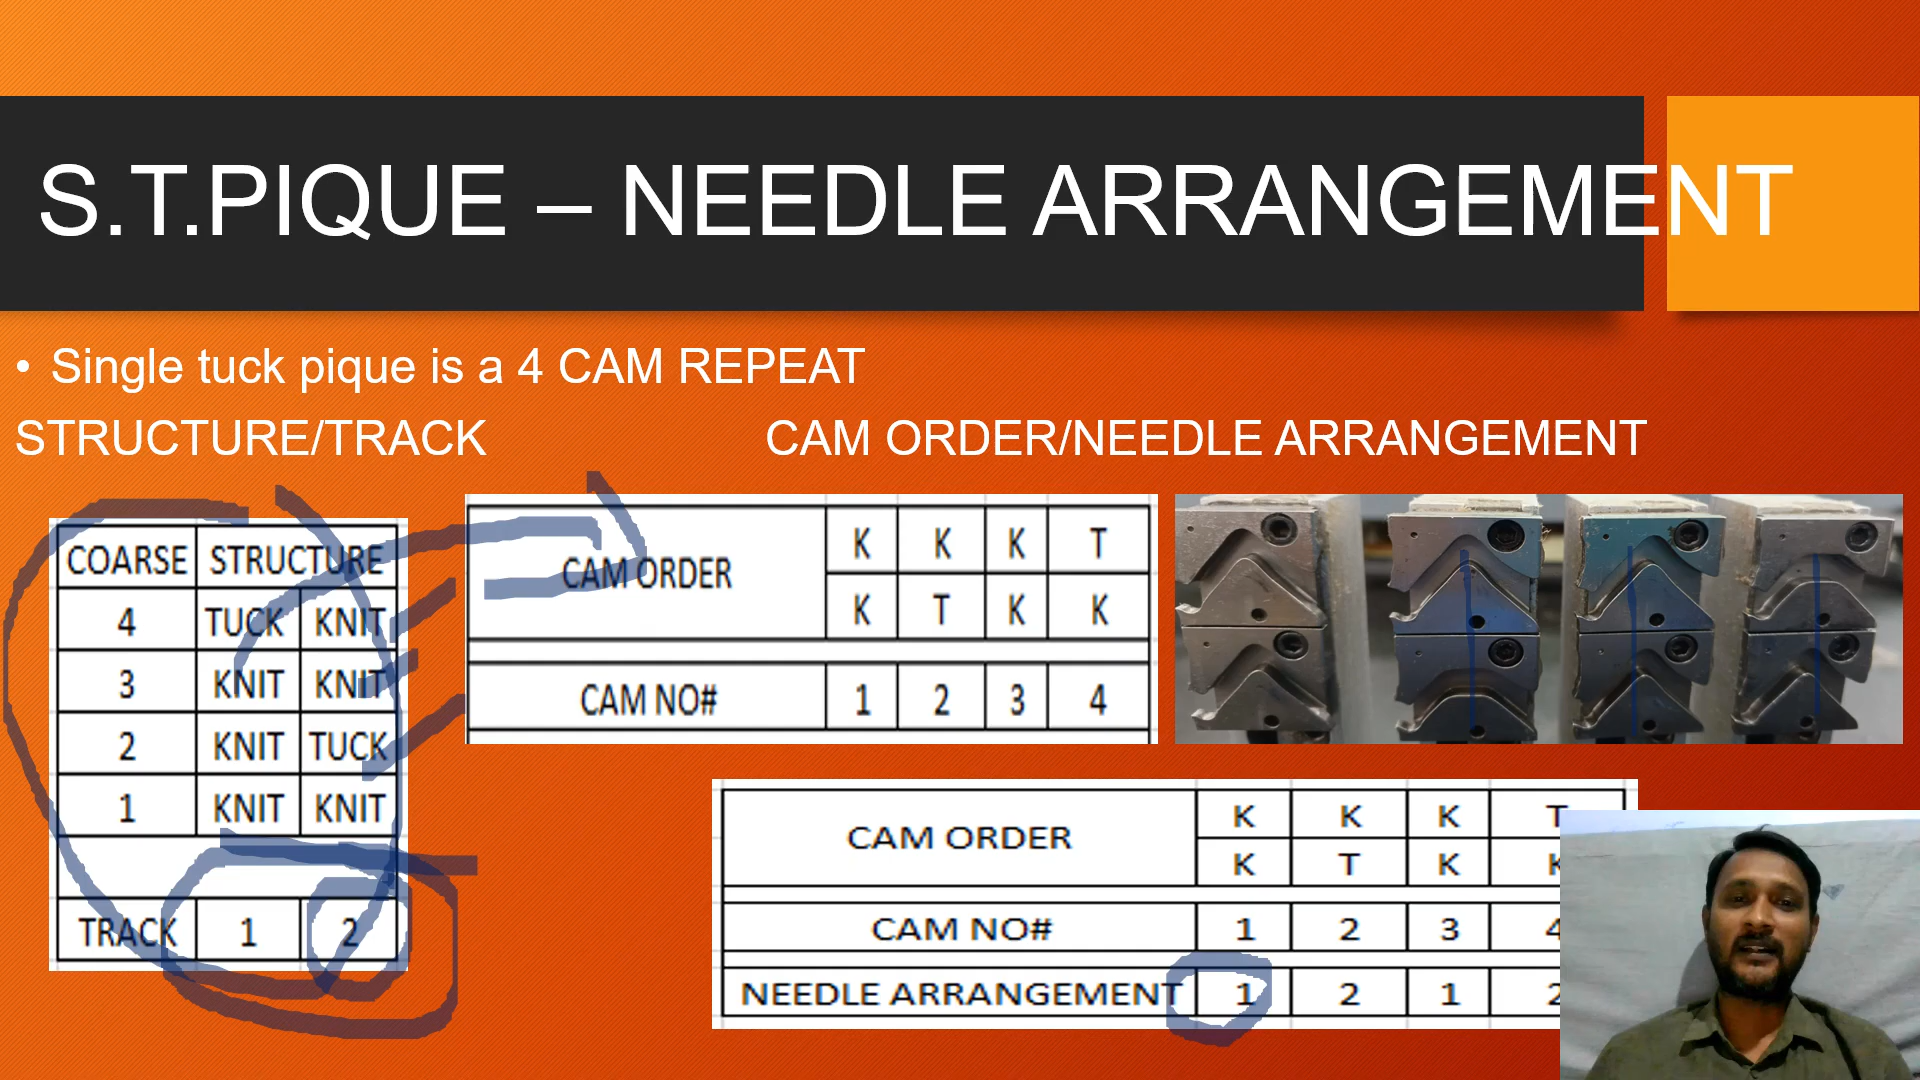 S.T.PIQUE – NEEDLE ARRANGEMENT
• Single tuck pique is a 4 CAM REPEAT
STRUCTURE/TRACK CAM ORDER/NEEDLE ARRANGEMENT
COARSE STRUCTURE
4 TUCK KNIT
3 KNIT KNIT
2 KNIT TUCK
1 KNIT KNIT
TRACK 1 2
CAM ORDER
K K K T
K T K K
CAM NO# 1 2 3 4
CAM ORDER
K K K T
K T K K
CAM NO# 1 2 3 4
NEEDLE ARRANGEMENT 1 2 1 2